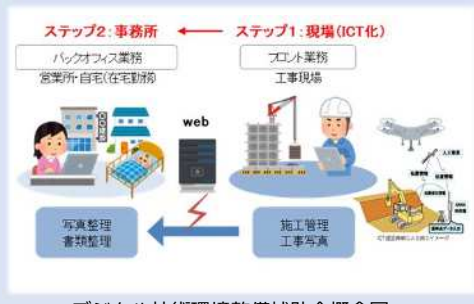 ステップ2:事務所
ステップ1:現場(ICT化)
バックオフィス業務
営業所・自宅(在宅勤務)
フロント業務
工事現場
web
写真整理
書類整理
施工管理
工事写真